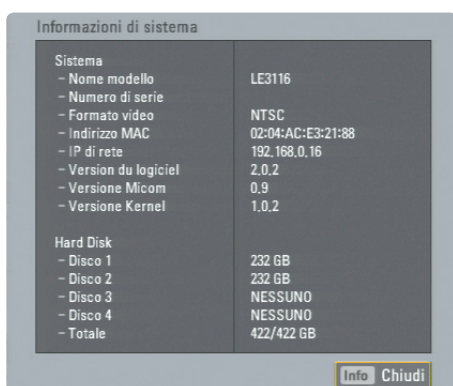 Informazioni di sistema
Sistema
- Nome modello LE3116
- Numero di serie
- Formato video NTSC
- Indirizzo MAC 02:04:AC:E3:21:88
- IP di rete 192.168.0.16
- Version du logiciel 2.0.2
- Versione Micom 0.9
- Versione Kernel 1.0.2
Hard Disk
- Disco 1 232 GB
- Disco 2 232 GB
- Disco 3 NESSUNO
- Disco 4 NESSUNO
- Totale 422/422 GB
Info Chiudi